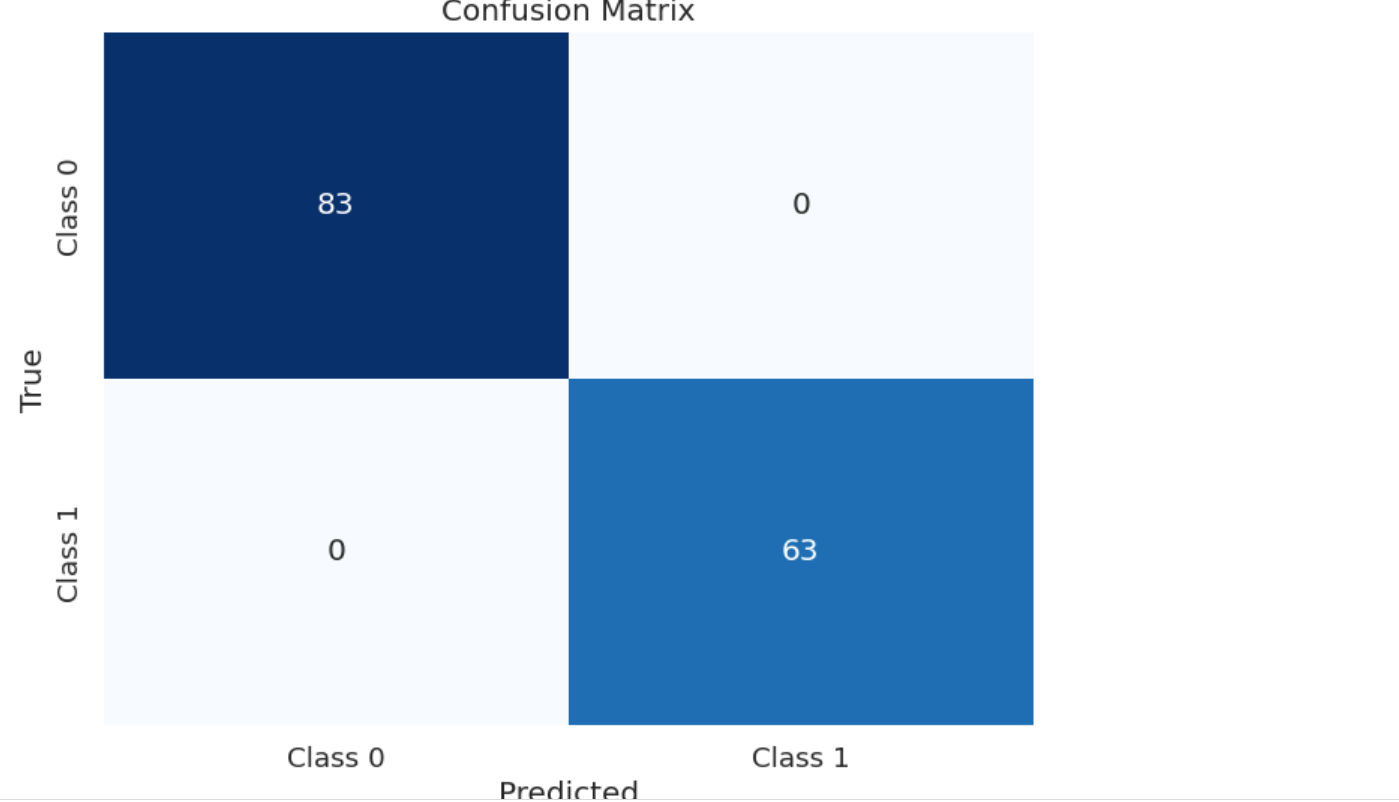 Confusion Matrix
Class 0
83
0
True
Class 1
0
63
Class 0
Class 1
Predicted